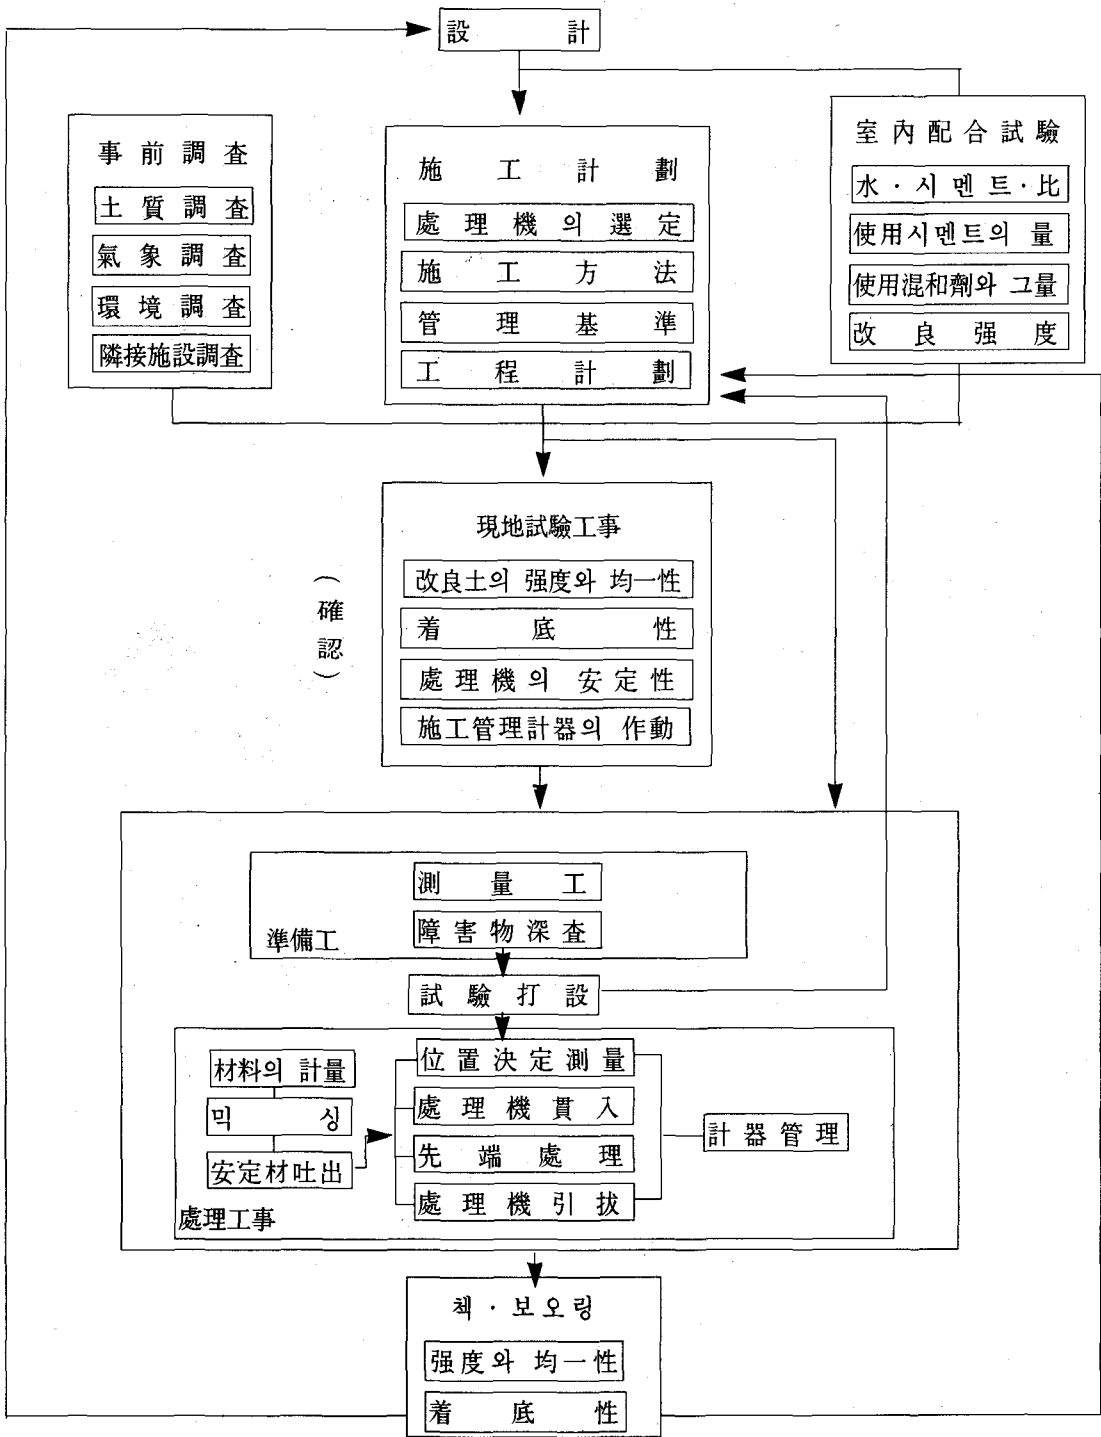 設 計
事 前 調 査
土 質 調 査
氣 象 調 査
環 境 調 査
隣接施設調査
施 工 計 劃
處 理 機 의 選 定
施 工 方 法
管 理 基 準
工 程 計 劃
室 內 配 合 試 驗
水 · 시 멘 트 · 比
使用시멘트의 量
使用混和劑와 그量
改 良 强 度
現地試驗工事
改良土의 强度와 均一性
着 底 性
處 理 機 의 安 定 性
施工管理計器의 作動
(確認)
測 量 工
障 害 物 深 査
準備工
試 驗 打 設
材料의 計量
믹 싱
安定材吐出
位 置 決 定 測 量
處 理 機 貫 入
先 端 處 理
處 理 機 引 拔
計 器 管 理
處理工事
첵 · 보 오 링
强度와 均一性
着 底 性